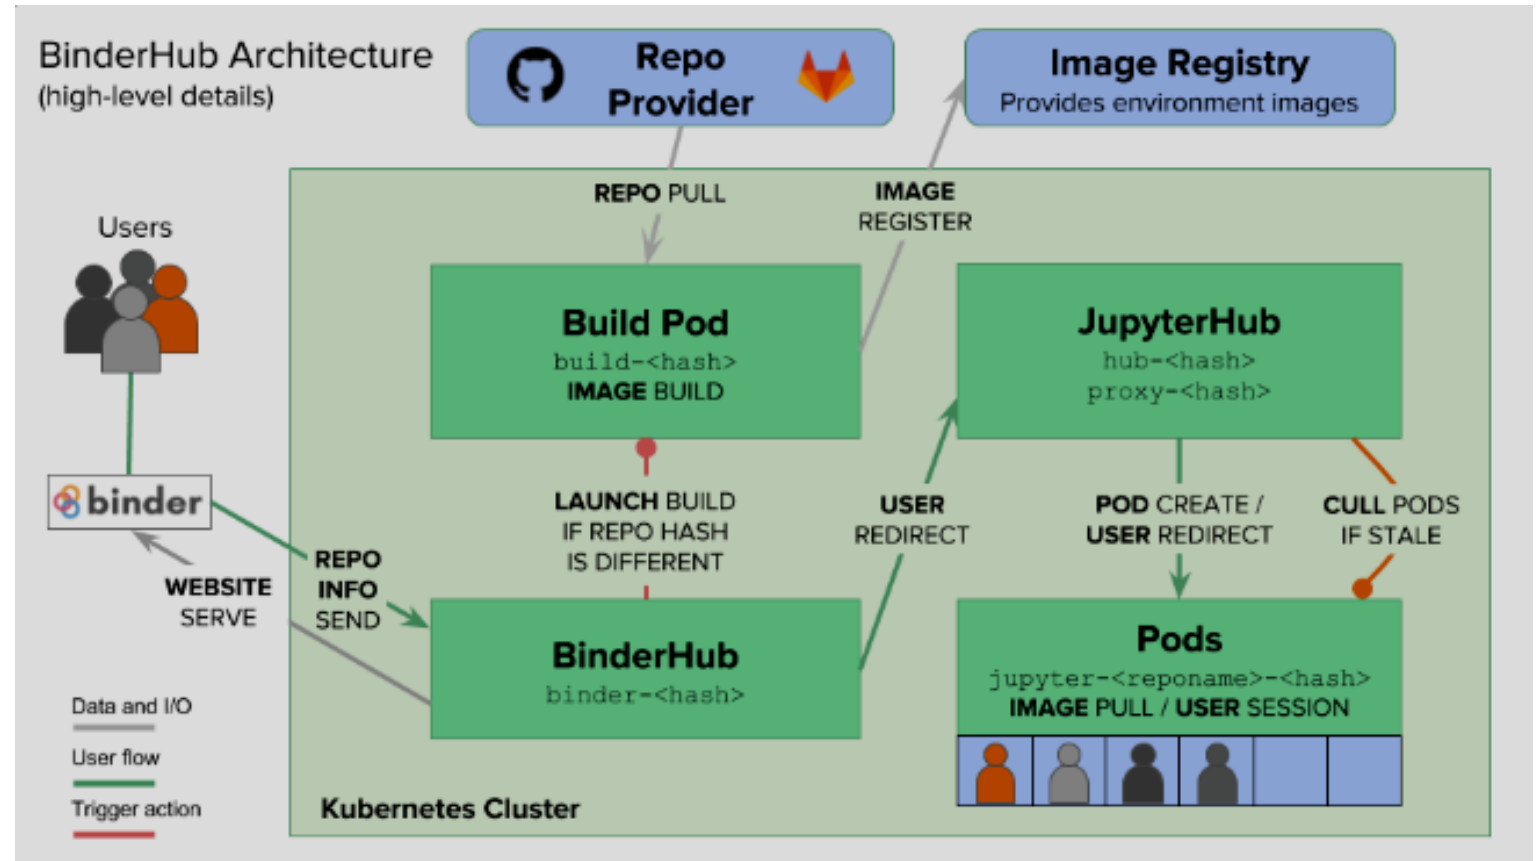 BinderHub Architecture
(high-level details)
Repo
Provider
Image Registry
Provides environment images
REPO PULL
IMAGE
REGISTER
Users
Build Pod
build-<hash>
IMAGE BUILD
JupyterHub
hub-<hash>
proxy-<hash>
binder
LAUNCH BUILD
IF REPO HASH
IS DIFFERENT
USER
REDIRECT
POD CREATE /
USER REDIRECT
CULL PODS
IF STALE
REPO
INFO
SEND
WEBSITE
SERVE
BinderHub
binder-<hash>
Pods
jupyter-<reponame>-<hash>
IMAGE PULL / USER SESSION
Data and I/O
User flow
Trigger action
Kubernetes Cluster